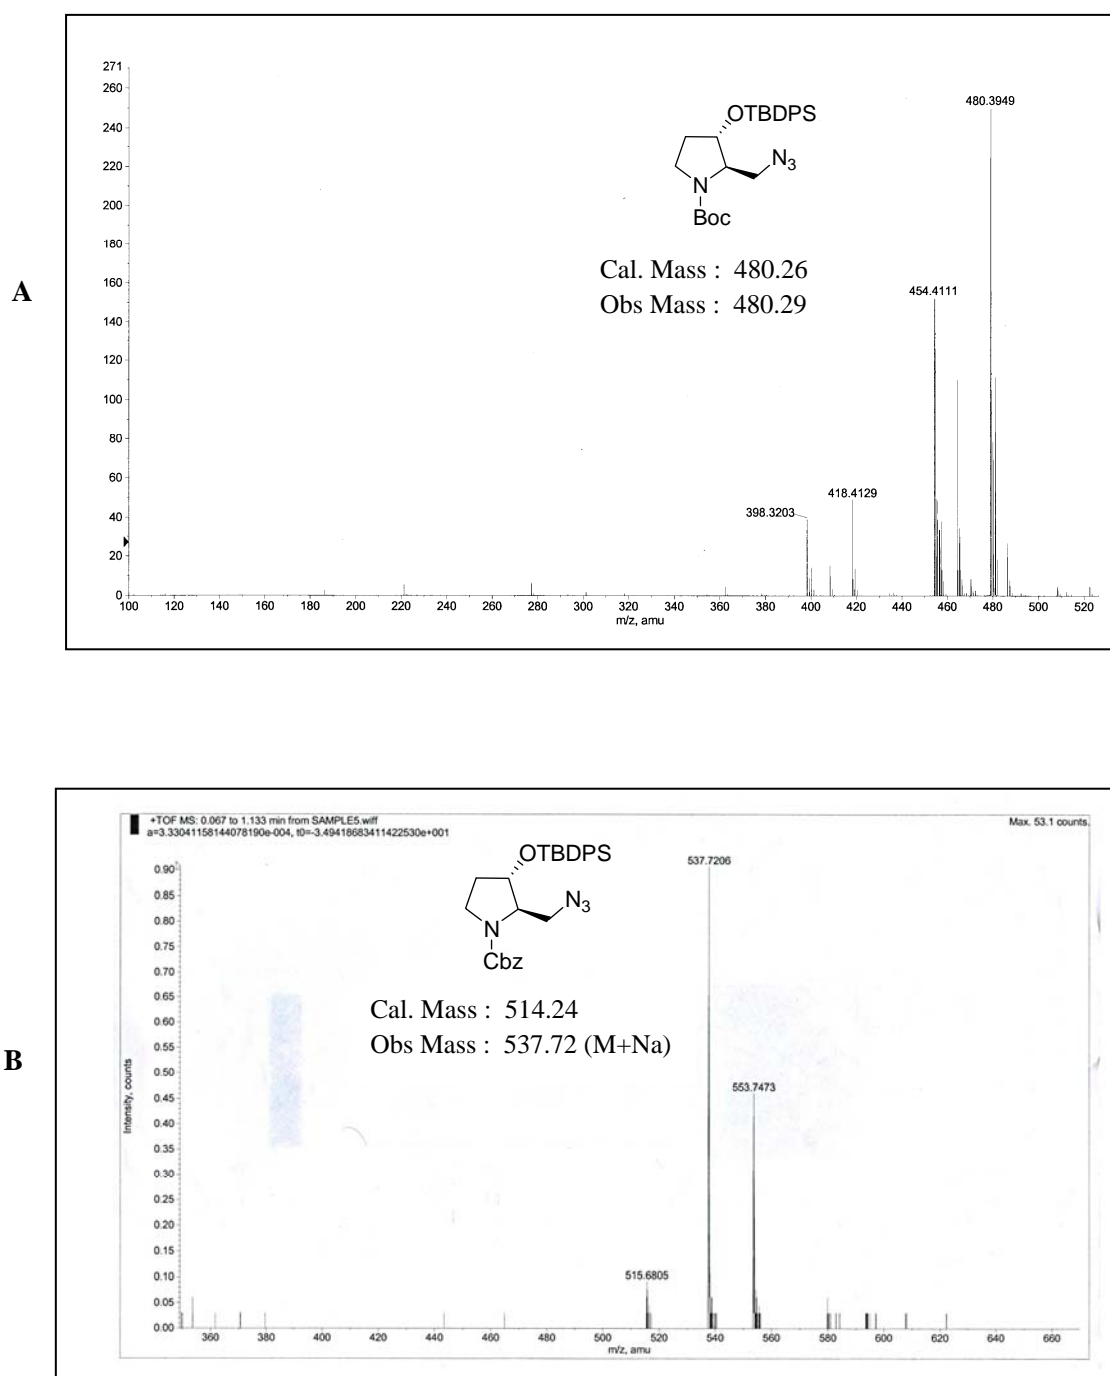 A
271
260
240
220
200
180
160
140
120
100
80
60
40
20
0
480.3949
454.4111
418.4129
398.3203
OTBDPS
N3
N
Boc
Cal. Mass : 480.26
Obs Mass : 480.29
100 120 140 160 180 200 220 240 260 280 300 320 340 360 380 400 420 440 460 480 500 520
m/z, amu
B
+TOF MS: 0.067 to 1.133 min from SAMPLE5.wiff
a=3.33041158144078190e-004, t0=-3.49418683411422530e+001
Max. 53.1 counts.
Intensity, counts
0.90
0.85
0.80
0.75
0.70
0.65
0.60
0.55
0.50
0.45
0.40
0.35
0.30
0.25
0.20
0.15
0.10
0.05
0.00
537.7206
553.7473
515.6805
OTBDPS
N3
N
Cbz
Cal. Mass : 514.24
Obs Mass : 537.72 (M+Na)
360 380 400 420 440 460 480 500 520 540 560 580 600 620 640 660
m/z, amu